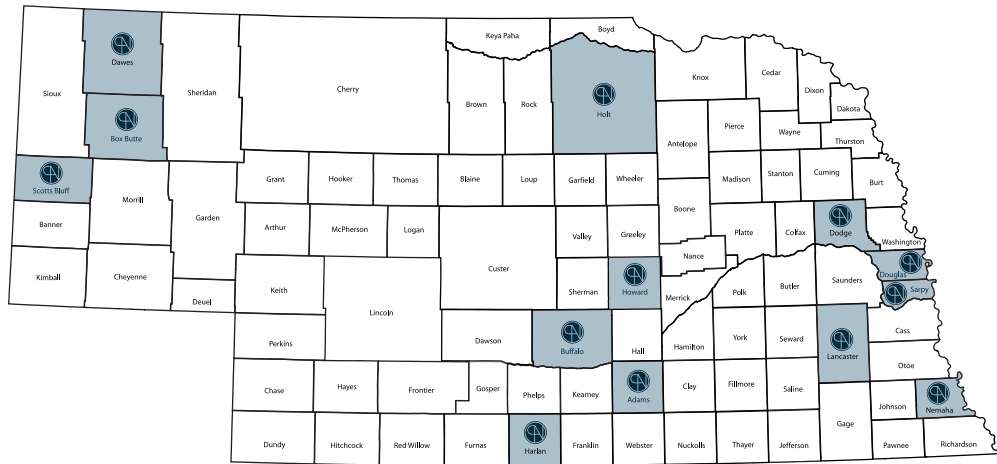 Keya Paha
Boyd
Dawes
Sioux
Sheridan
Cherry
Brown
Rock
Holt
Knox
Cedar
Dixon
Dakota
Box Butte
Antelope
Pierce
Wayne
Thurston
Scotts Bluff
Morrill
Garden
Grant
Hooker
Thomas
Blaine
Loup
Garfield
Wheeler
Madison
Stanton
Cuming
Burt
Banner
Arthur
McPherson
Logan
Valley
Greeley
Boone
Platte
Colfax
Dodge
Washington
Kimball
Cheyenne
Deuel
Keith
Lincoln
Custer
Sherman
Howard
Nance
Merrick
Polk
Butler
Saunders
Douglas
Sarpy
Perkins
Dawson
Buffalo
Hall
Hamilton
York
Seward
Lancaster
Cass
Otoe
Chase
Hayes
Frontier
Gosper
Phelps
Kearney
Adams
Clay
Fillmore
Saline
Gage
Johnson
Nemaha
Dundy
Hitchcock
Red Willow
Furnas
Harlan
Franklin
Webster
Nuckolls
Thayer
Jefferson
Pawnee
Richardson